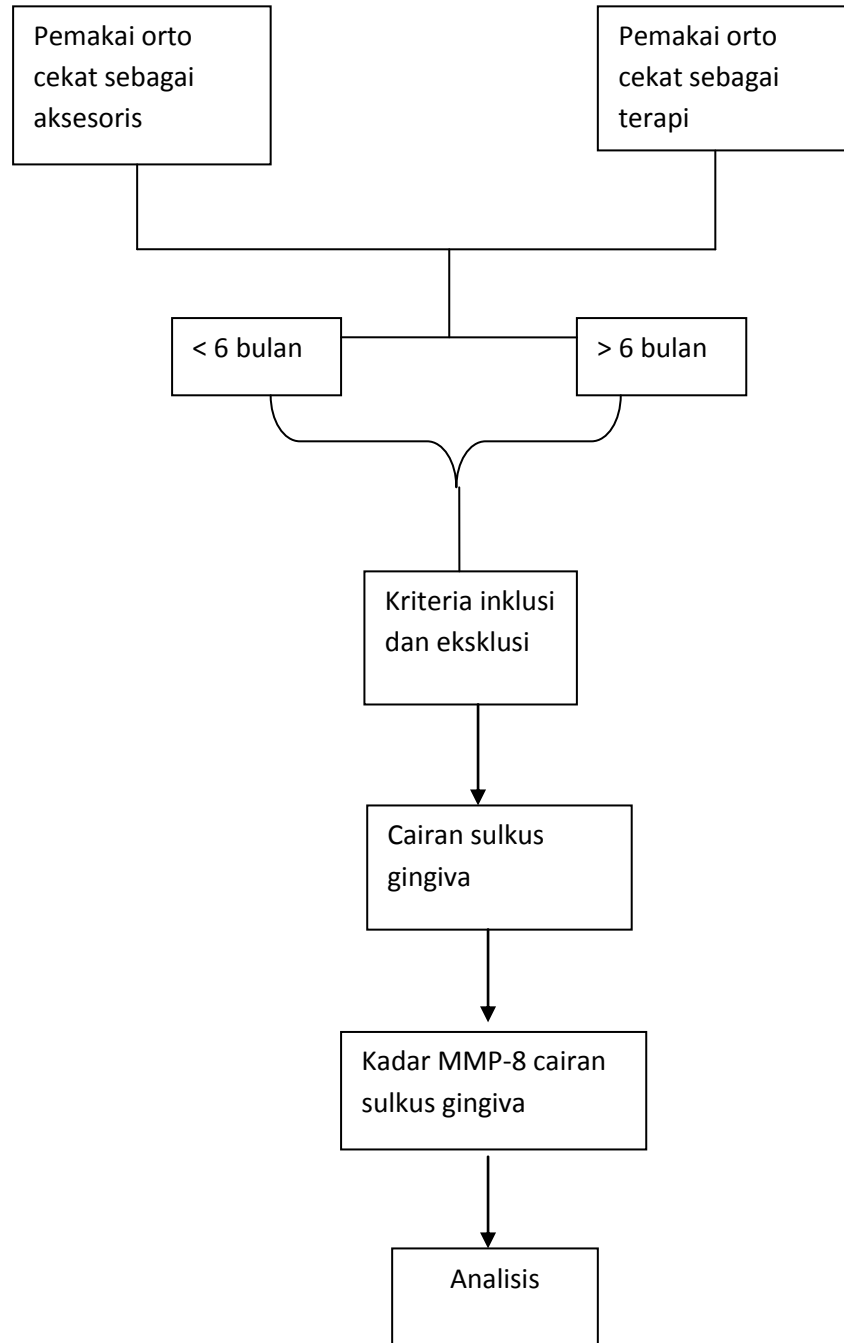 Pemakai orto
cekat sebagai
aksesoris
Pemakai orto
cekat sebagai
terapi
< 6 bulan
> 6 bulan
Kriteria inklusi
dan eksklusi
Cairan sulkus
gingiva
Kadar MMP-8 cairan
sulkus gingiva
Analisis